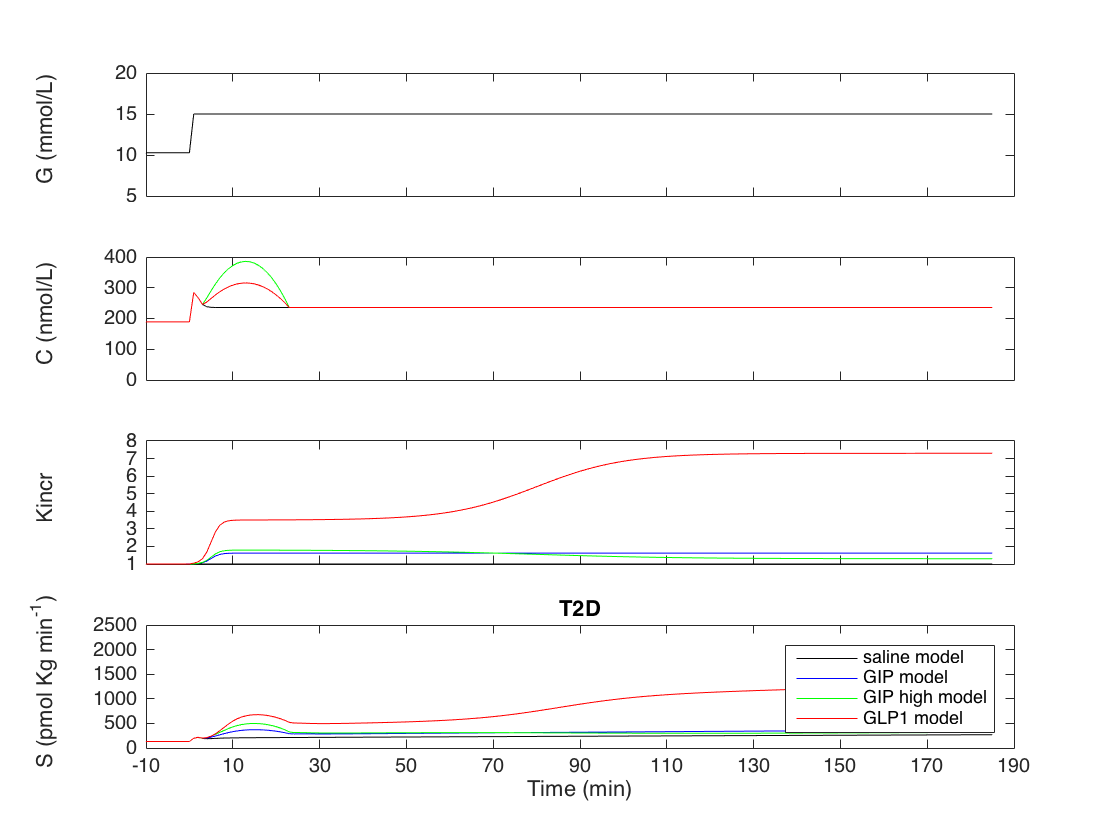 G (mmol/L)
20
15
10
5
C (nmol/L)
400
300
200
100
0
Kincr
8
7
6
5
4
3
2
1
T2D
S (pmol Kg min-1)
2500
2000
1500
1000
500
0
saline model
GIP model
GIP high model
GLP1 model
-10 10 30 50 70 90 110 130 150 170 190
Time (min)